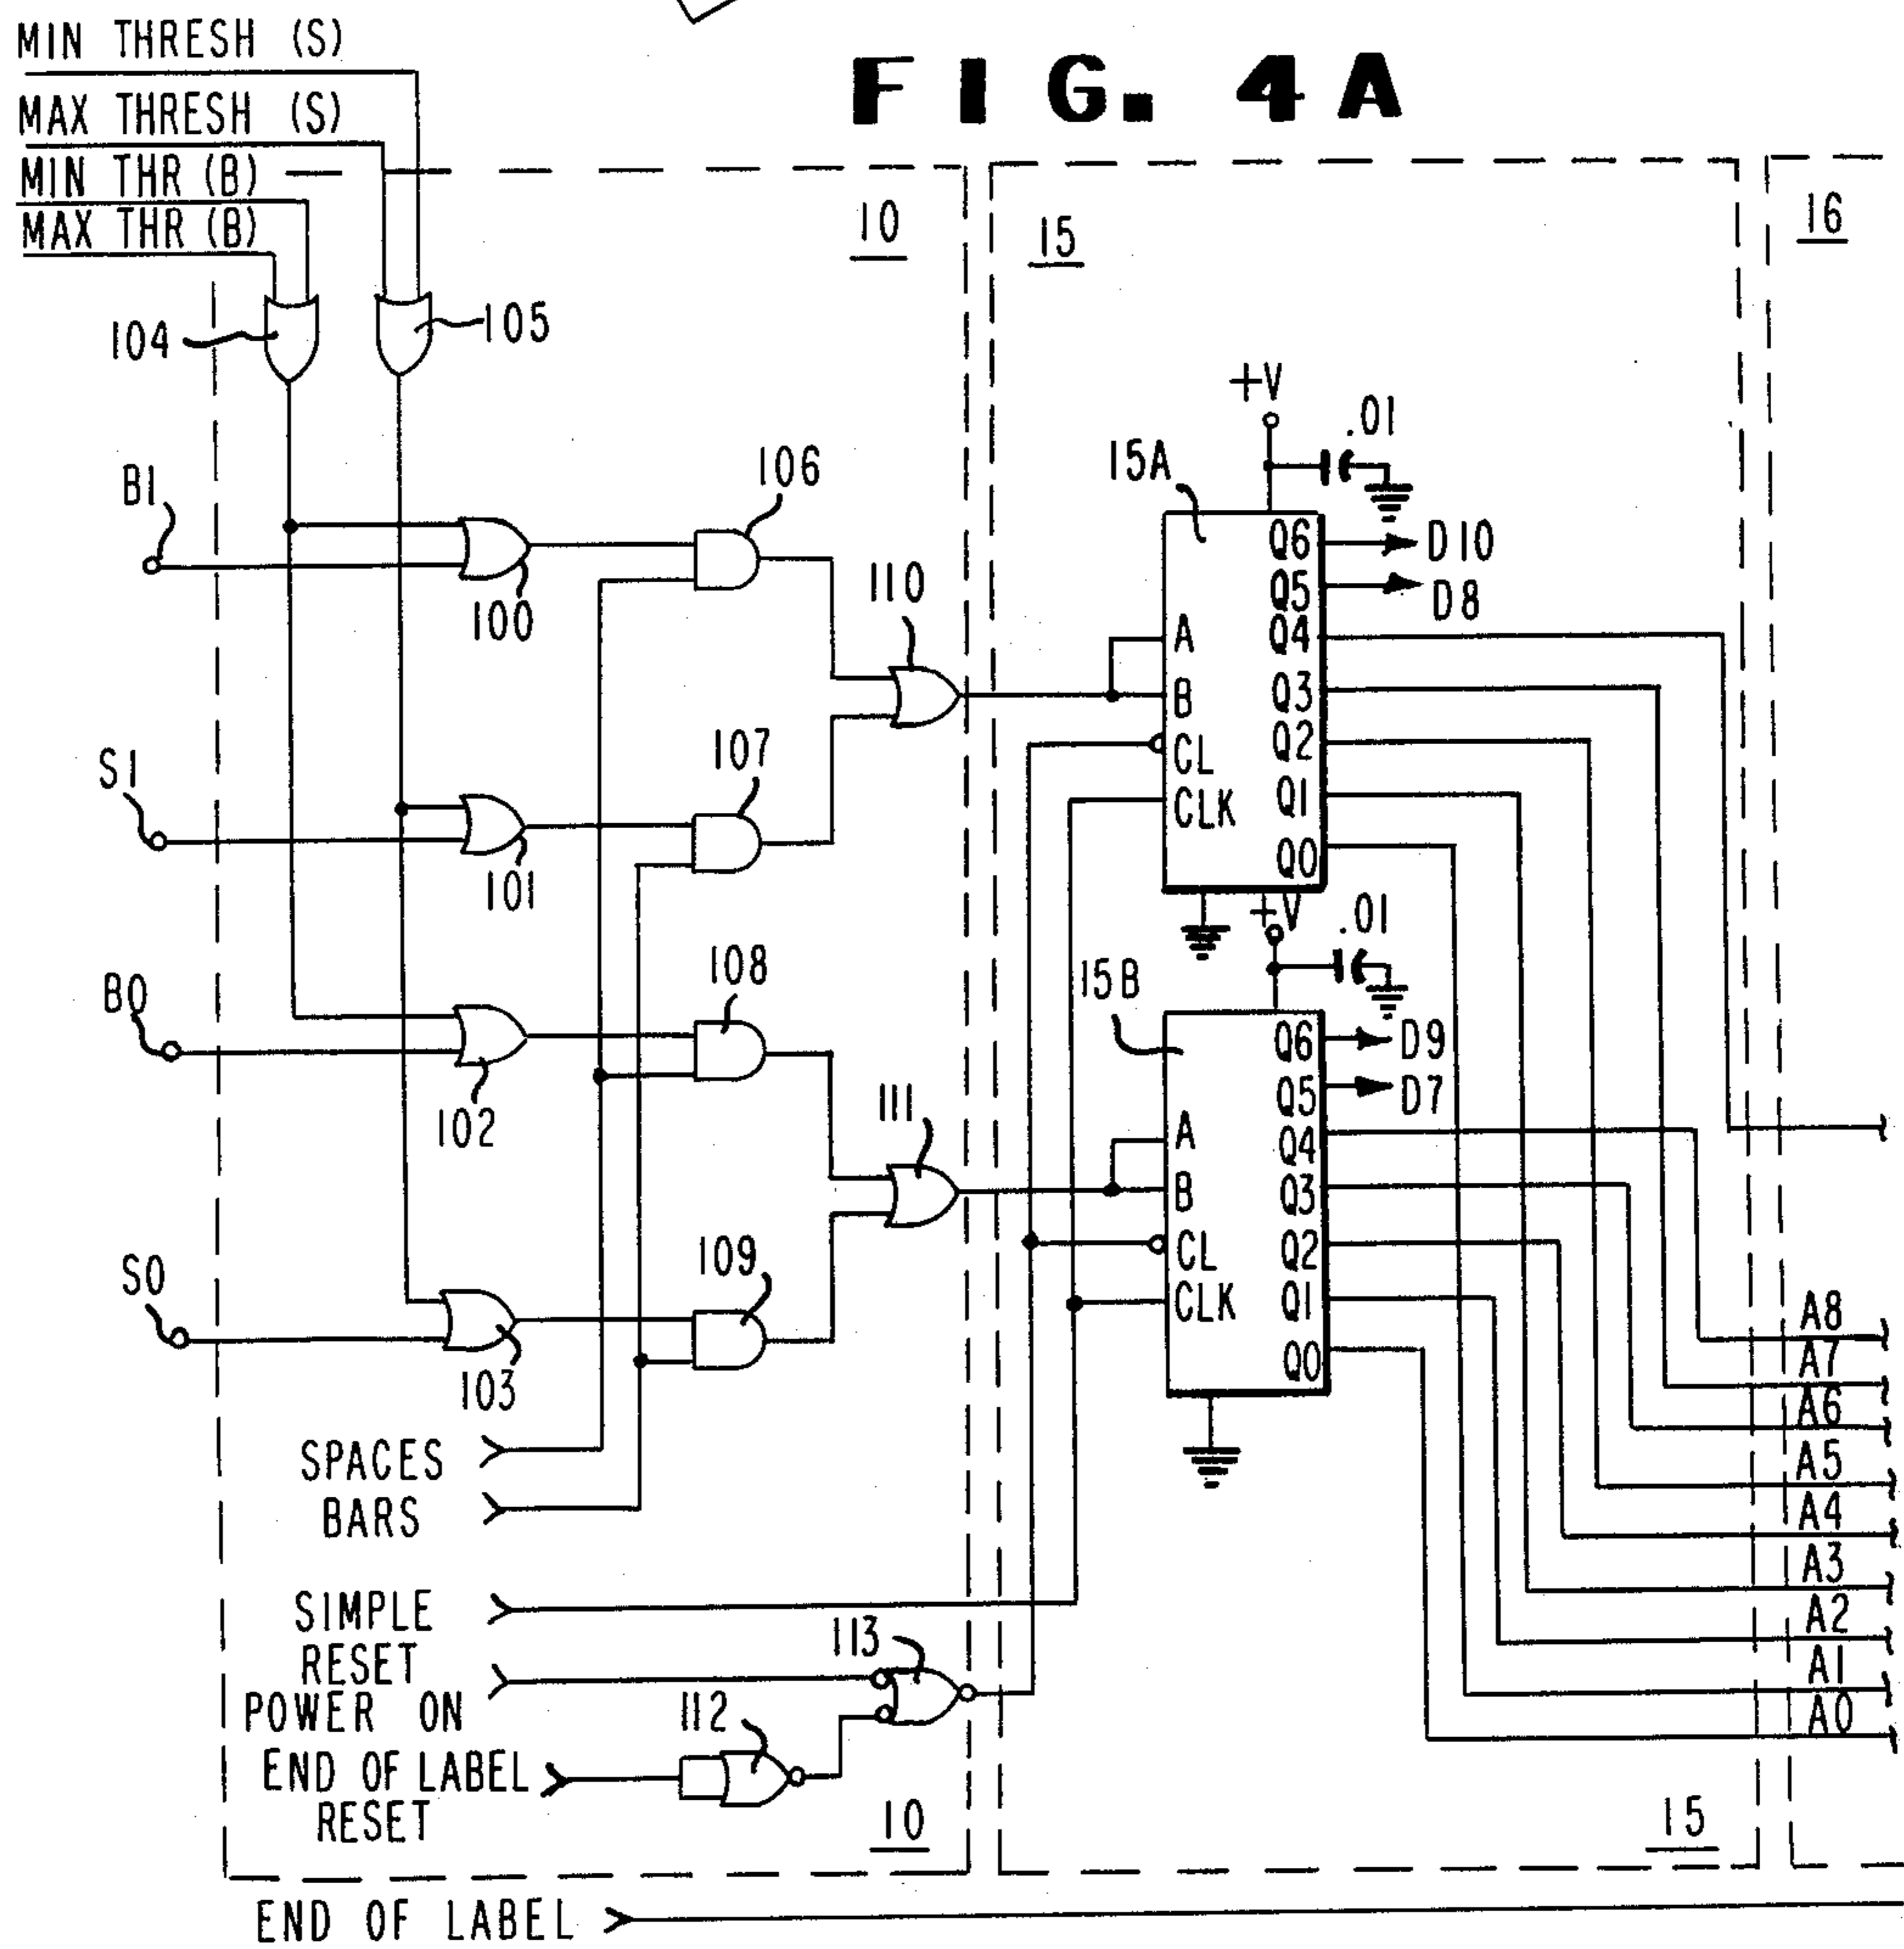 MIN THRESH (S)
FIG. 4A
MAX THRESH (S)
MIN THR (B)
MAX THR (B)
10
15
16
104
105
+V
.01
15A
B1
106
100
110
Q6
D10
Q5
D8
A
Q4
B
Q3
CL
Q2
CLK
Q1
Q0
S1
107
101
+V
.01
15B
B0
108
102
111
Q6
D9
Q5
D7
A
Q4
B
Q3
CL
Q2
CLK
Q1
Q0
S0
109
103
A8
A7
A6
A5
A4
A3
A2
A1
A0
SPACES
BARS
SIMPLE
RESET
POWER ON
113
112
END OF LABEL
RESET
10
15
END OF LABEL